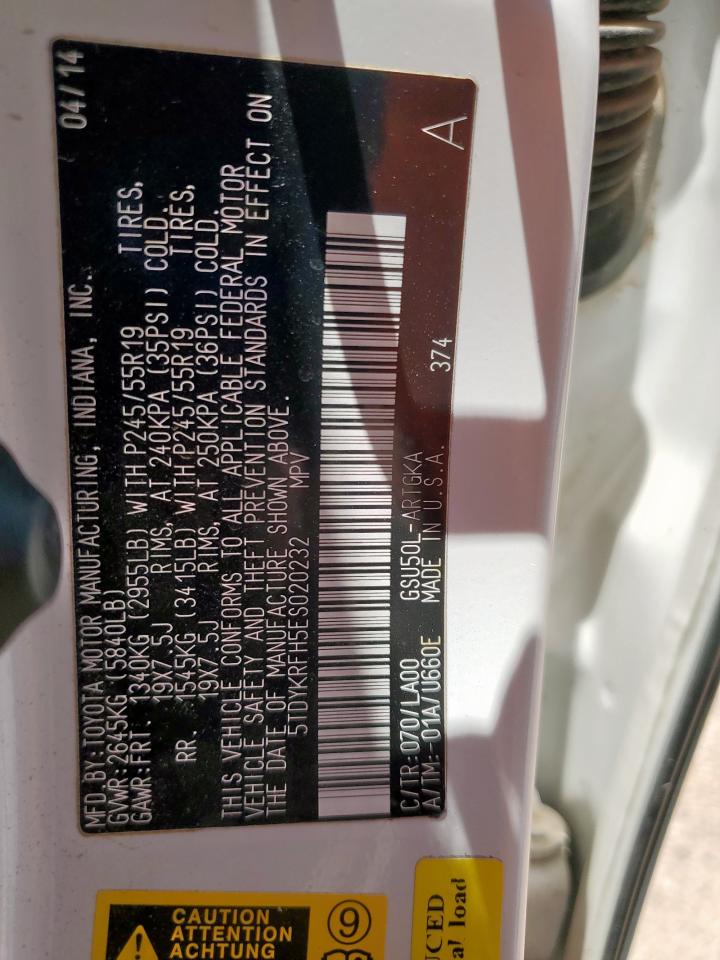 MFD.BY:TOYOTA MOTOR MANUFACTURING, INDIANA, INC. 04/14
GVWR:2645KG (5840LB)
GAWR:FRT. 1340KG (2955LB) WITH P245/55R19 TIRES,
19X7.5J RIMS, AT 240KPA (35PSI) COLD.
RR. 1545KG (3415LB) WITH P245/55R19 TIRES,
19X7.5J RIMS, AT 250KPA (36PSI) COLD.
THIS VEHICLE CONFORMS TO ALL APPLICABLE FEDERAL MOTOR
VEHICLE SAFETY AND THEFT PREVENTION STANDARDS IN EFFECT ON
THE DATE OF MANUFACTURE SHOWN ABOVE.
5TDYKRFH5ES020232 MPV
C/TR:070/LA00 GSU50L-ARTGKA 374 A
A/TM:-01A/U660E MADE IN U.S.A.
CAUTION
ATTENTION
ACHTUNG
9